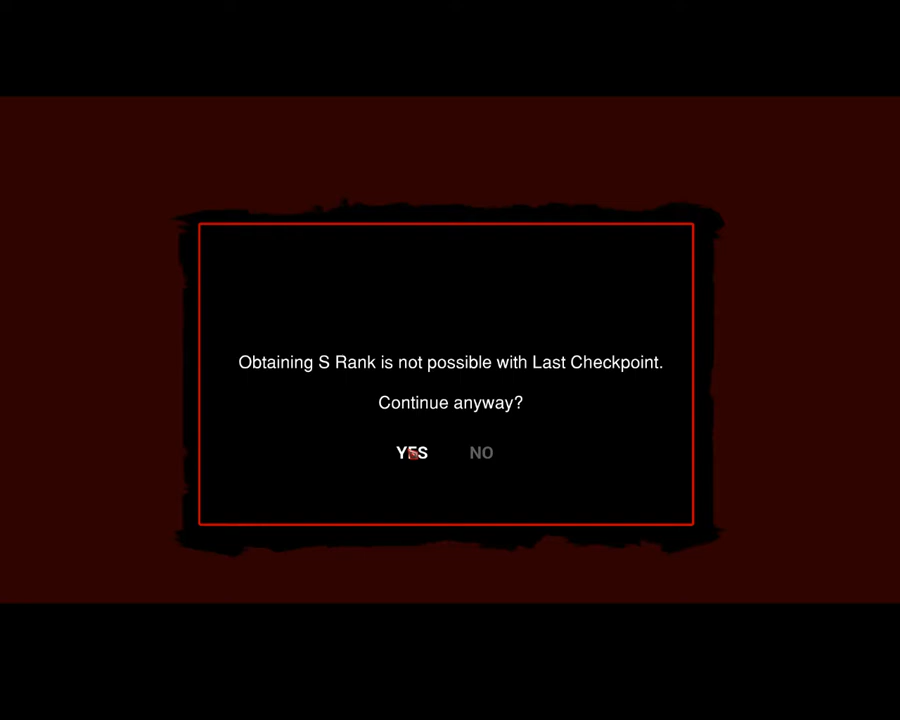 Obtaining S Rank is not possible with Last Checkpoint.
Continue anyway?
YES NO